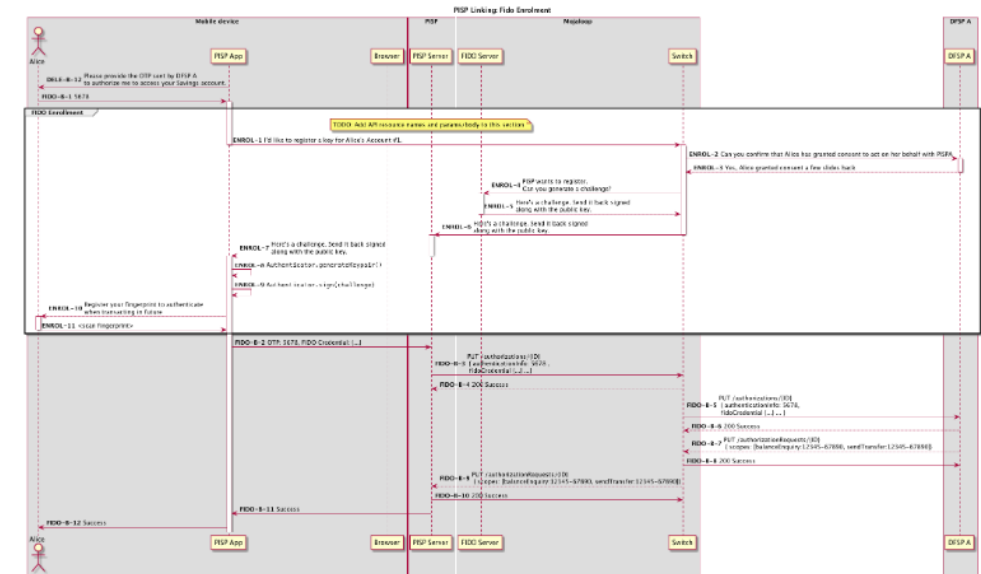 PISP Linking: Fido Enrolment
Mobile device
PISP
Mojaloop
DFSP A
Alice
PISP App
Browser
PISP Server
FIDO Server
Switch
DFSP A
DELE-B-12 Please provide the OTP sent by DFSP A
to authorize me to access your Savings account.
FIDO-B-1 5678
FIDO Enrollment
TODO: Add API resource names and params/body to this section
ENROL-1 I'd like to register a key for Alice's Account #1.
ENROL-2 Can you confirm that Alice has granted consent to act on her behalf with PISPA
ENROL-3 Yes, Alice granted consent a few slides back
ENROL-4 PISP wants to register.
Can you generate a challenge?
ENROL-5 Here's a challenge. Send it back signed
along with the public key.
ENROL-6 Here's a challenge. Send it back signed
along with the public key.
ENROL-7 Here's a challenge. Send it back signed
along with the public key.
ENROL-8 Authenticator.generateKeypair()
ENROL-9 Authenticator.sign(challenge)
ENROL-10 Register your fingerprint to authenticate
when transacting in future
ENROL-11 <scan fingerprint>
FIDO-B-2 OTP: 5678, FIDO Credential: {...}
PUT /authorizations/{ID}
FIDO-B-3 { authenticationInfo: 5678,
fidoCredential {...} ... }
FIDO-B-4 200 Success
PUT /authorizations/{ID}
FIDO-B-5 { authenticationInfo: 5678,
fidoCredential {...} ... }
FIDO-B-6 200 Success
FIDO-B-7 PUT /authorizationRequests/{ID}
{ scopes: {balanceEnquiry:12345-67890, sendTransfer:12345-67890}}
FIDO-B-8 200 Success
FIDO-B-9 PUT /authorizationRequests/{ID}
{ scopes: {balanceEnquiry:12345-67890, sendTransfer:12345-67890}}
FIDO-B-10 200 Success
FIDO-B-11 Success
FIDO-B-12 Success
Alice
PISP App
Browser
PISP Server
FIDO Server
Switch
DFSP A